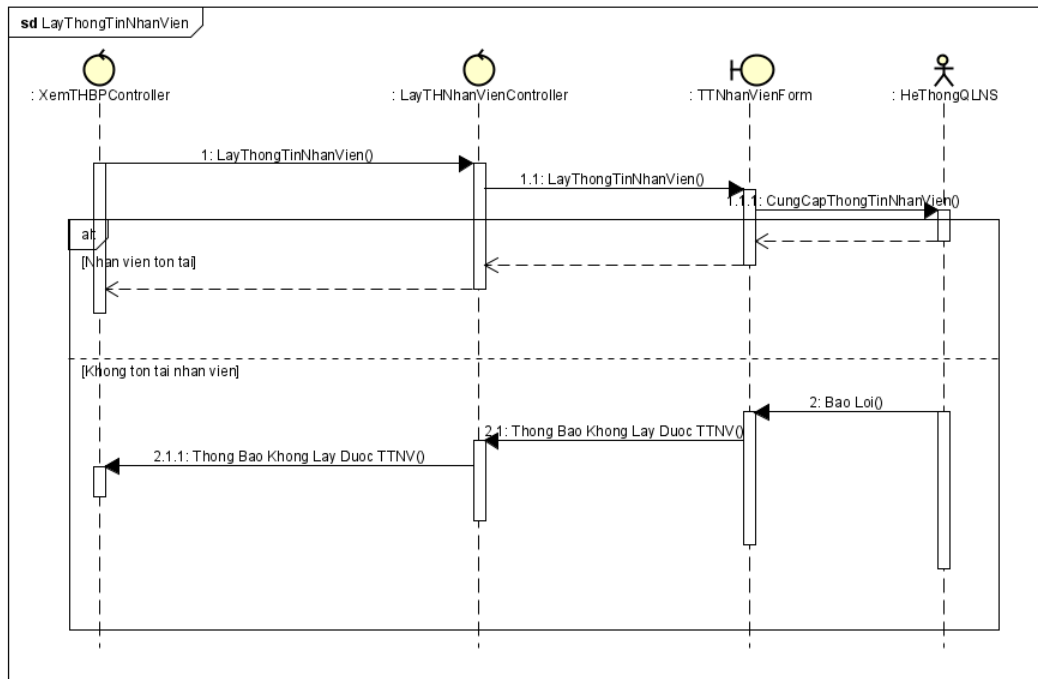 sd LayThongTinNhanVien
: XemTHBPController
: LayTHNhanVienController
: TTNhanVienForm
: HeThongQLNS
1: LayThongTinNhanVien()
1.1: LayThongTinNhanVien()
1.1.1: CungCapThongTinNhanVien()
alt
[Nhan vien ton tai]
[Khong ton tai nhan vien]
2: Bao Loi()
2.1: Thong Bao Khong Lay Duoc TTNV()
2.1.1: Thong Bao Khong Lay Duoc TTNV()